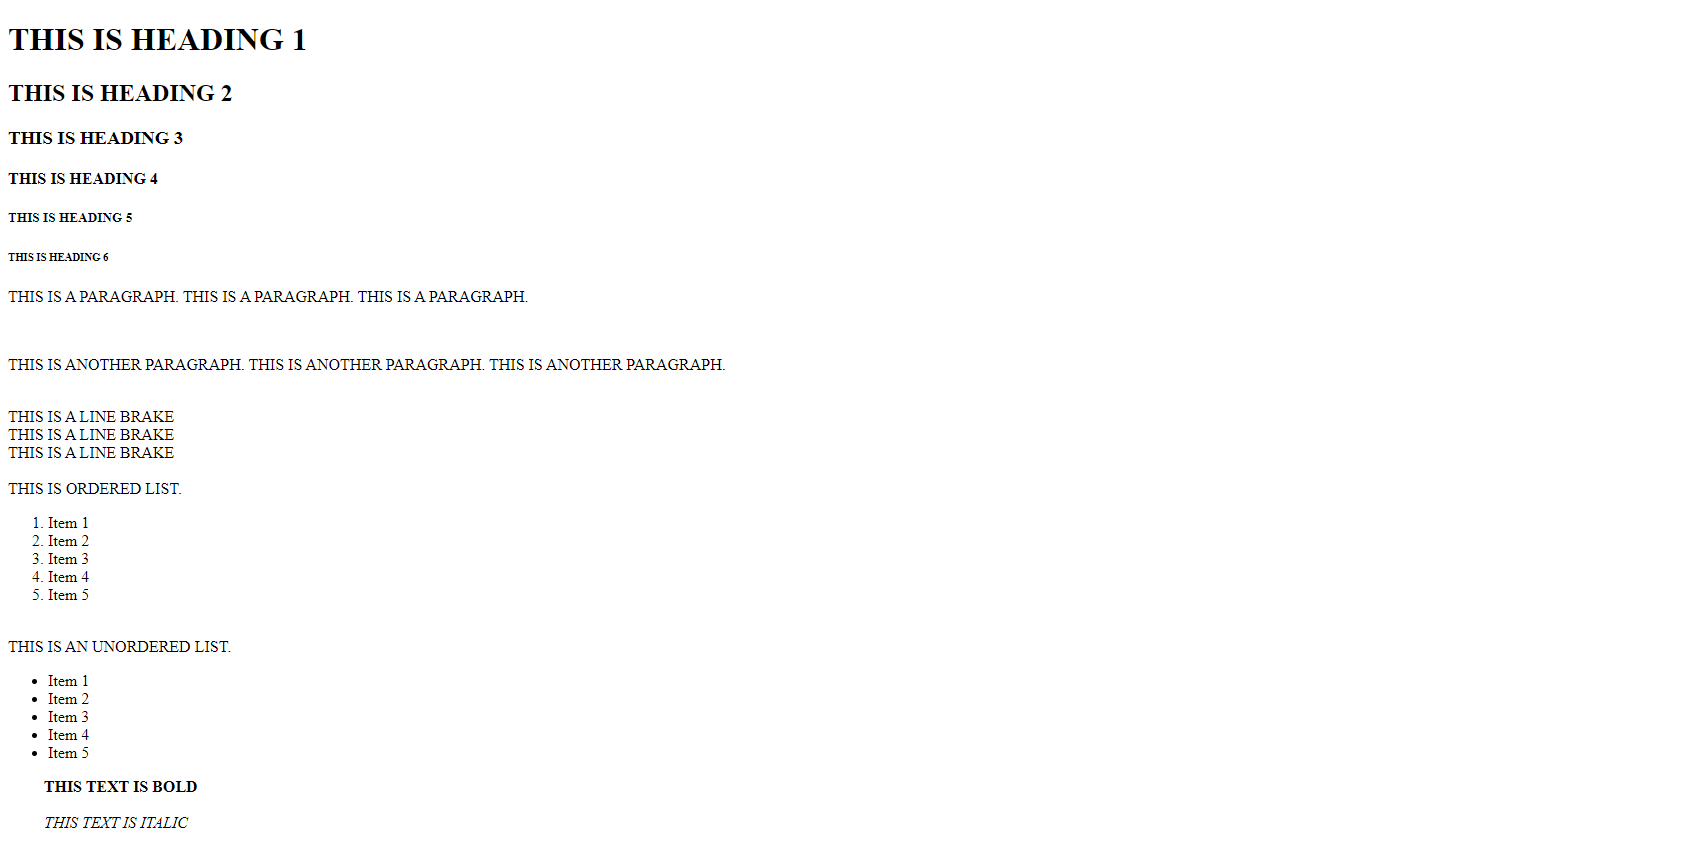 THIS IS HEADING 1
THIS IS HEADING 2
THIS IS HEADING 3
THIS IS HEADING 4
THIS IS HEADING 5
THIS IS HEADING 6
THIS IS A PARAGRAPH. THIS IS A PARAGRAPH. THIS IS A PARAGRAPH.
THIS IS ANOTHER PARAGRAPH. THIS IS ANOTHER PARAGRAPH. THIS IS ANOTHER PARAGRAPH.
THIS IS A LINE BRAKE
THIS IS A LINE BRAKE
THIS IS A LINE BRAKE
THIS IS ORDERED LIST.
1. Item 1
2. Item 2
3. Item 3
4. Item 4
5. Item 5
THIS IS AN UNORDERED LIST.
• Item 1
• Item 2
• Item 3
• Item 4
• Item 5
THIS TEXT IS BOLD
THIS TEXT IS ITALIC